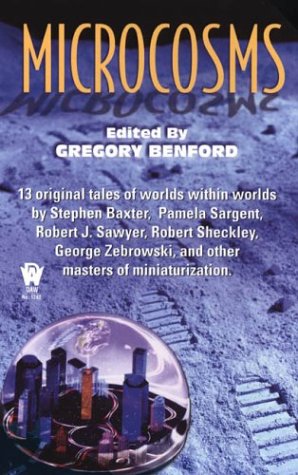 MICROCOSMS
Edited By
GREGORY BENFORD
13 original tales of worlds within worlds
by Stephen Baxter, Pamela Sargent,
Robert J. Sawyer, Robert Sheckley,
George Zebrowski, and other
masters of miniaturization.
DAW